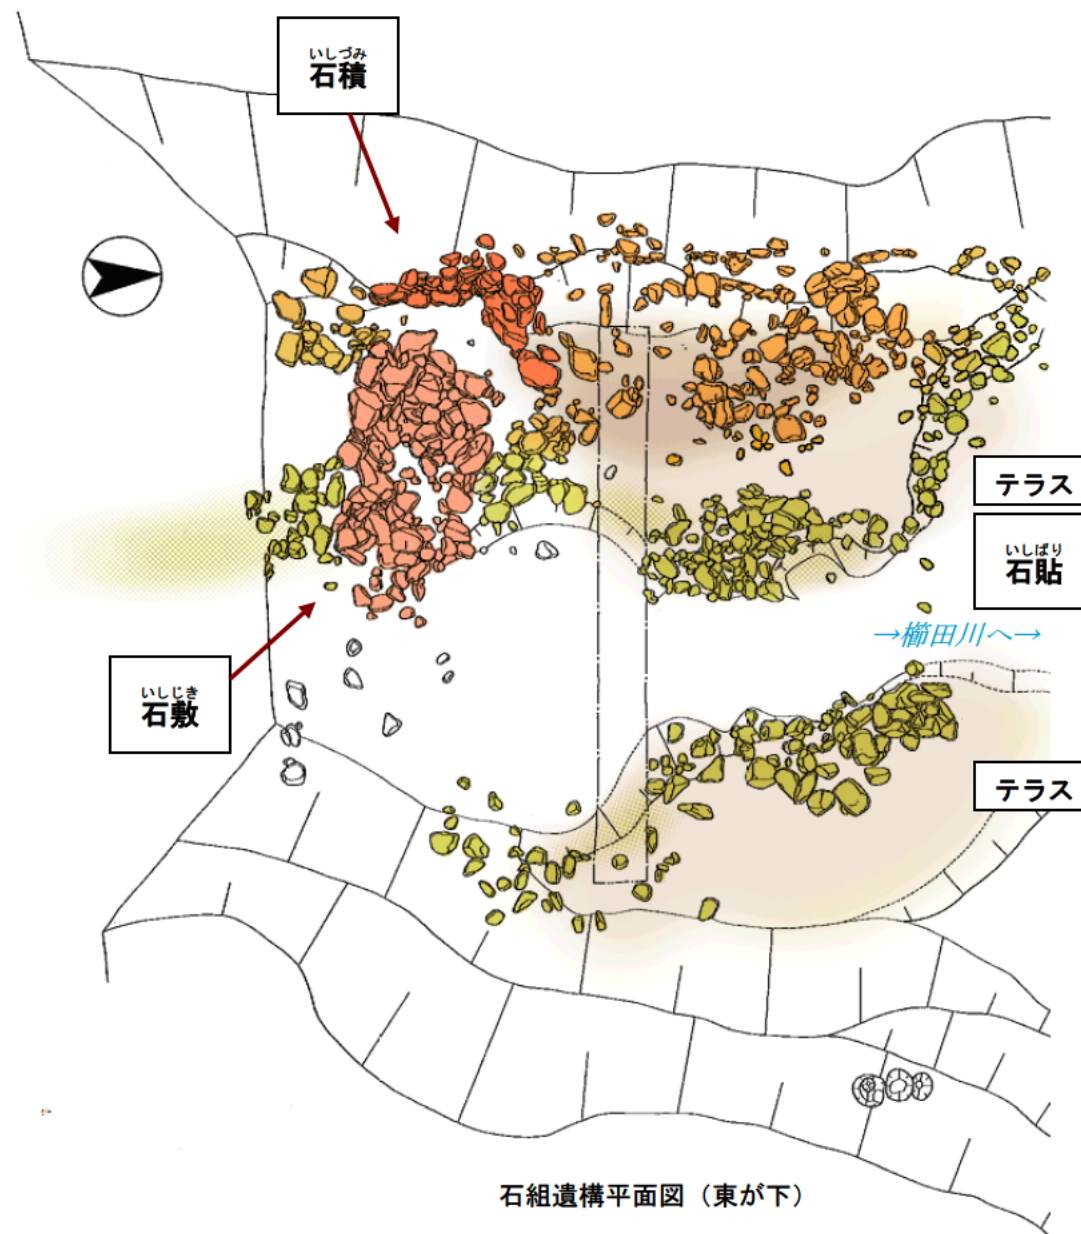 いしづみ
石積
テラス
いしばり
石貼
→櫛田川へ→
いしじき
石敷
テラス
石組遺構平面図（東が下）